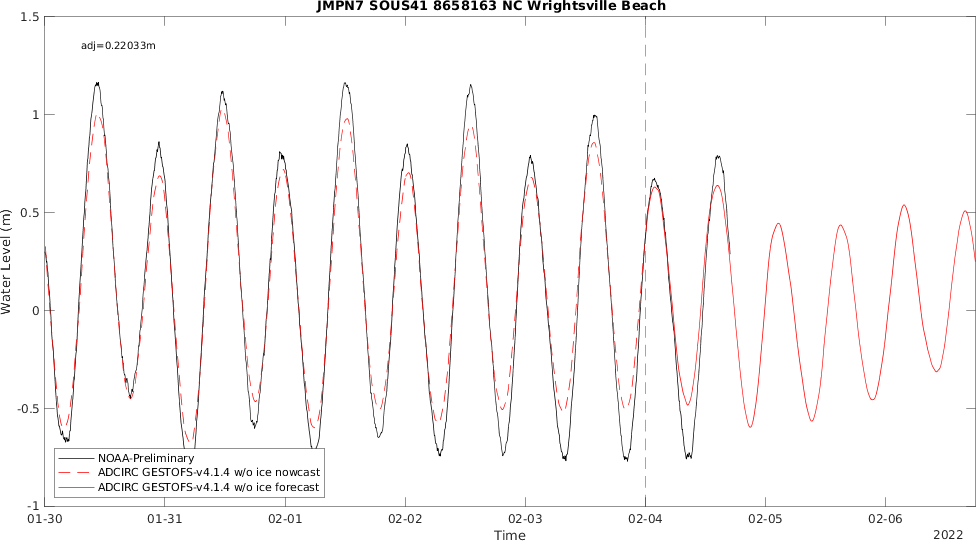 JMPN7 SOUS41 8658163 NC Wrightsville Beach
1.5
adj=0.22033m
1
0.5
Water Level (m)
0
-0.5
NOAA-Preliminary
ADCIRC GESTOFS-v4.1.4 w/o ice nowcast
ADCIRC GESTOFS-v4.1.4 w/o ice forecast
-1
01-30 01-31 02-01 02-02 02-03 02-04 02-05 02-06
Time
2022